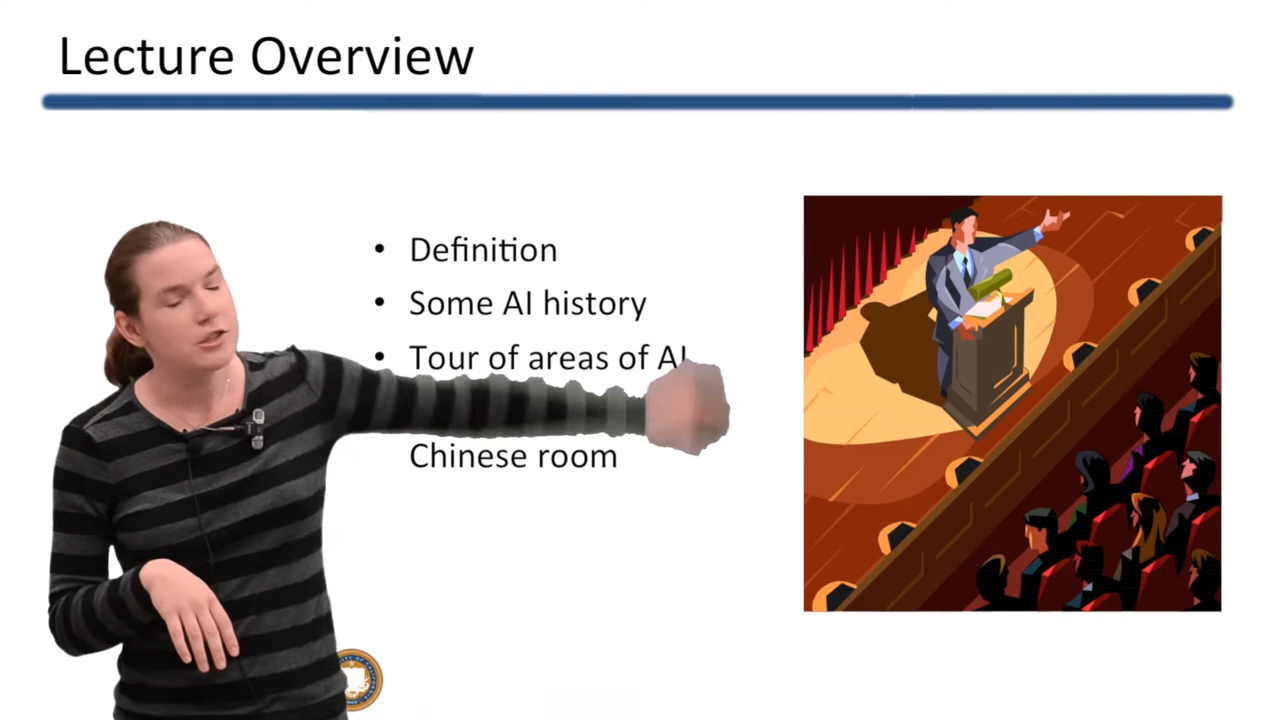 Lecture Overview
• Definition
• Some AI history
• Tour of areas of AI
Chinese room